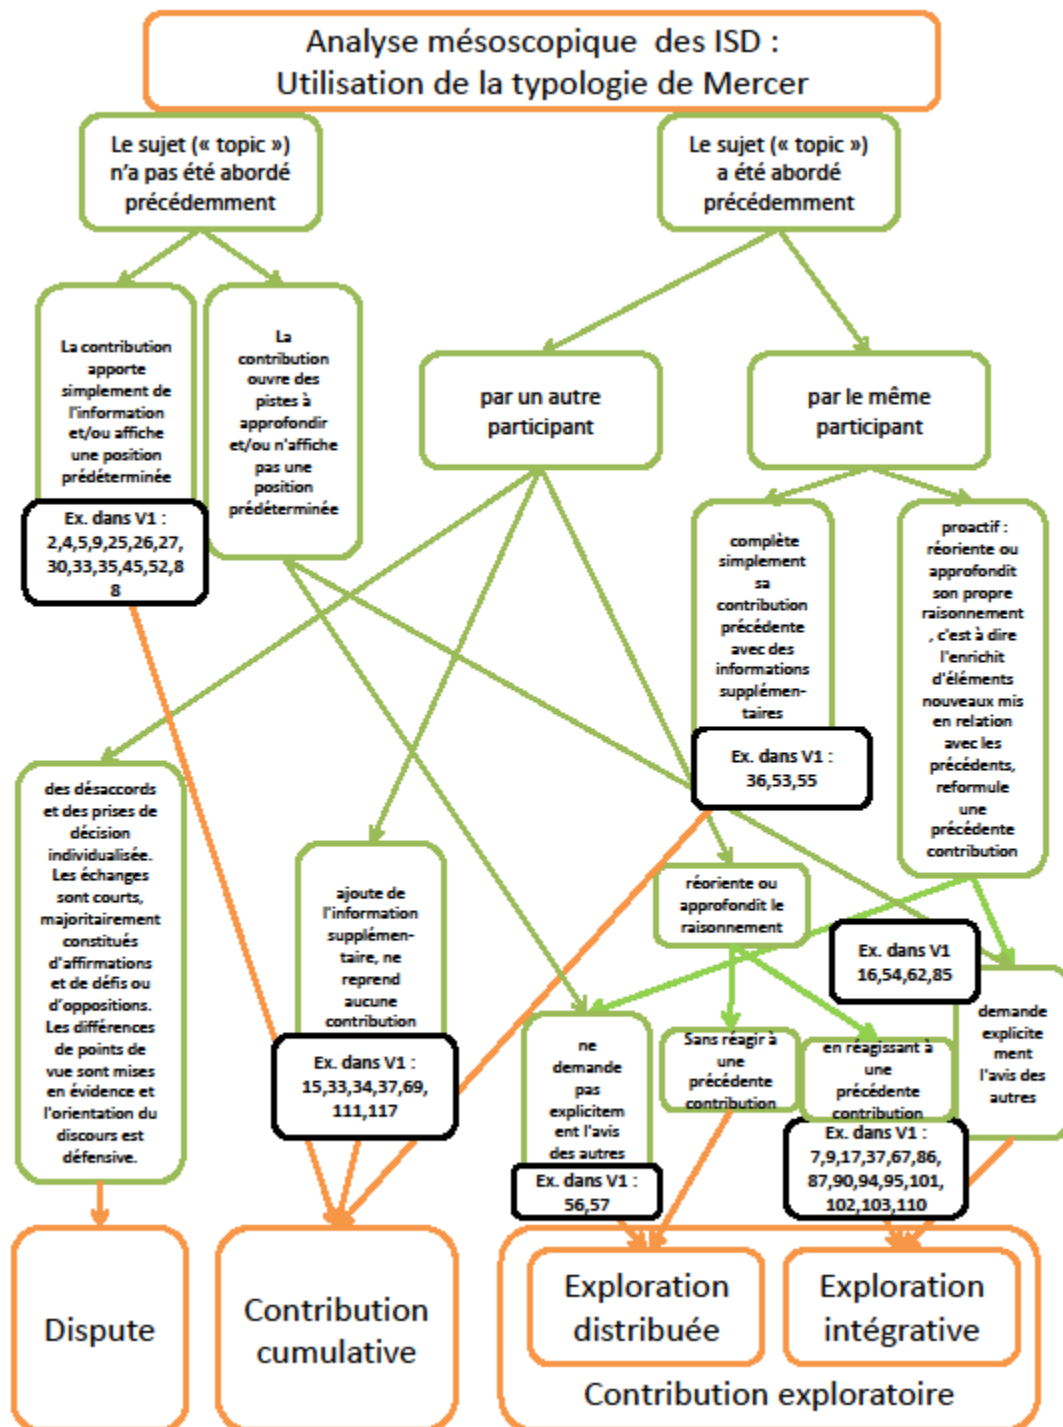 Analyse mésoscopique des ISD :
Utilisation de la typologie de Mercer
Le sujet (« topic »)
n'a pas été abordé
précédemment
Le sujet (« topic »)
a été abordé
précédemment
La contribution
apporte
simplement de
l'information
et/ou affiche
une position
prédéterminée
Ex. dans V1 :
2,4,5,9,25,26,27,
30,33,35,45,52,8
8
La
contribution
ouvre des
pistes à
approfondir
et/ou n'affiche
pas une
position
prédéterminée
par un autre
participant
par le même
participant
complète
simplement
sa
contribution
précédente
avec des
informations
supplémen-
taires
Ex. dans V1 :
36,53,55
proactif :
réoriente ou
approfondit
son propre
raisonnement
, c'est à dire
l'enrichit
d'éléments
nouveaux mis
en relation
avec les
précédents,
reformule
une
précédente
contribution
des désaccords
et des prises de
décision
individualisée.
Les échanges
sont courts,
majoritairement
constitués
d'affirmations
et de défis ou
d'oppositions.
Les différences
de points de
vue sont mises
en évidence et
l'orientation du
discours est
défensive.
ajoute de
l'information
supplémen-
taire, ne
reprend
aucune
contribution
Ex. dans V1 :
15,33,34,37,69,
111,117
réoriente ou
approfondit le
raisonnement
Ex. dans V1
16,54,62,85
ne
demande
pas
explicitem
ent l'avis
des autres
Ex. dans V1 :
56,57
Sans réagir à
une
précédente
contribution
en réagissant à
une
précédente
contribution
Ex. dans V1 :
7,9,17,37,67,86,
87,90,94,95,101,
102,103,110
demande
explicite
ment
l'avis des
autres
Dispute
Contribution
cumulative
Exploration
distribuée
Exploration
intégrative
Contribution exploratoire